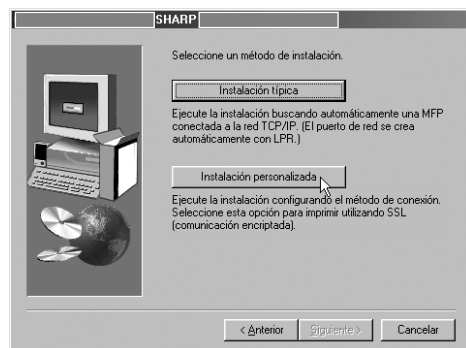 SHARP
Seleccione un método de instalación.
Instalación típica
Ejecute la instalación buscando automáticamente una MFP
conectada a la red TCP/IP. (El puerto de red se crea
automáticamente con LPR.)
Instalación personalizada
Ejecute la instalación configurando el método de conexión.
Seleccione esta opción para imprimir utilizando SSL
(comunicación encriptada).
< Anterior
Siguiente >
Cancelar